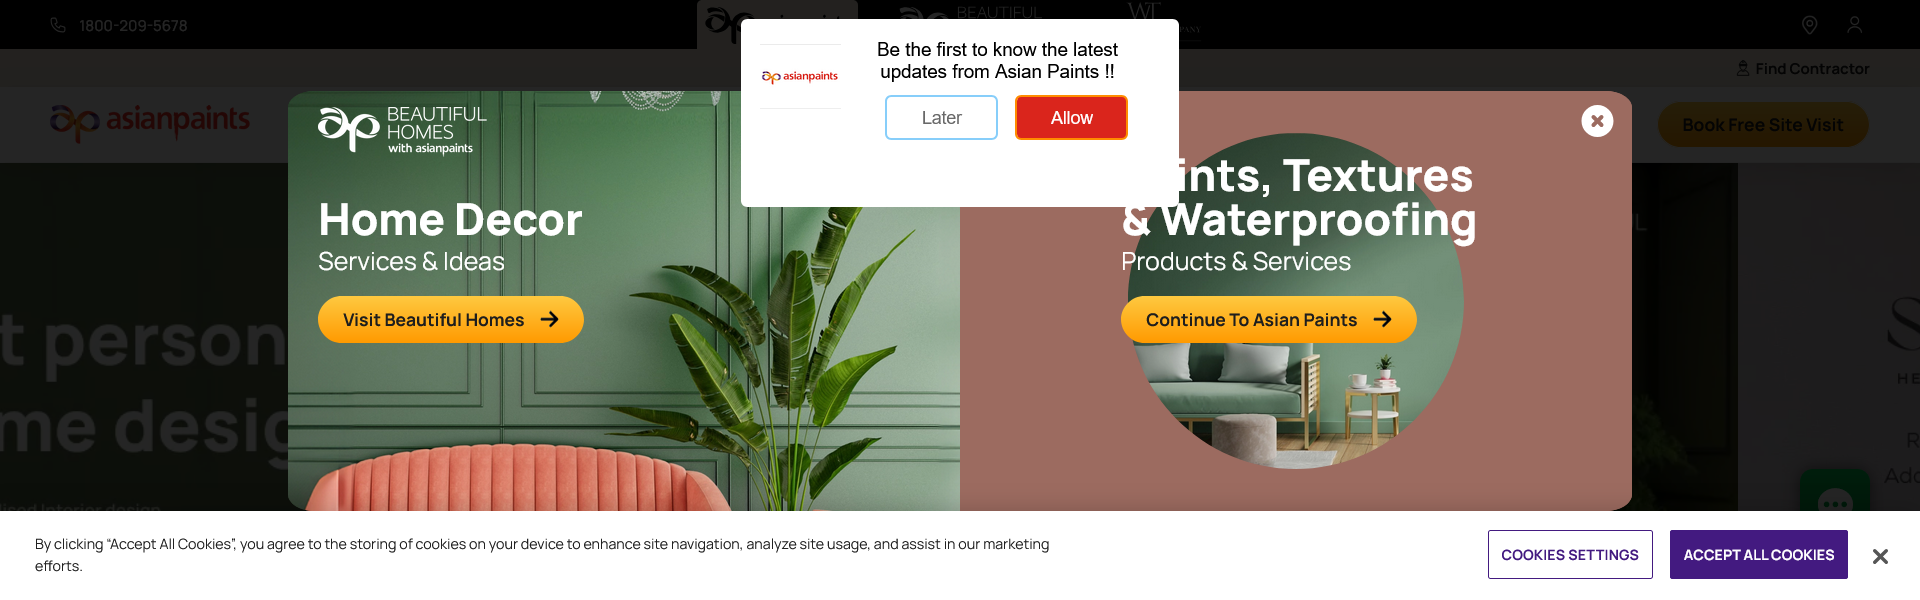 1800-209-5678
BEAUTIFUL
WT
Find Contractor
asianpaints
Book Free Site Visit
Be the first to know the latest
updates from Asian Paints !!
asianpaints
Later
Allow
BEAUTIFUL
HOMES
with asianpaints
Home Decor
Services & Ideas
Visit Beautiful Homes
ints, Textures
& Waterproofing
Products & Services
Continue To Asian Paints
t person
me desig
By clicking “Accept All Cookies”, you agree to the storing of cookies on your device to enhance site navigation, analyze site usage, and assist in our marketing
efforts.
COOKIES SETTINGS
ACCEPT ALL COOKIES